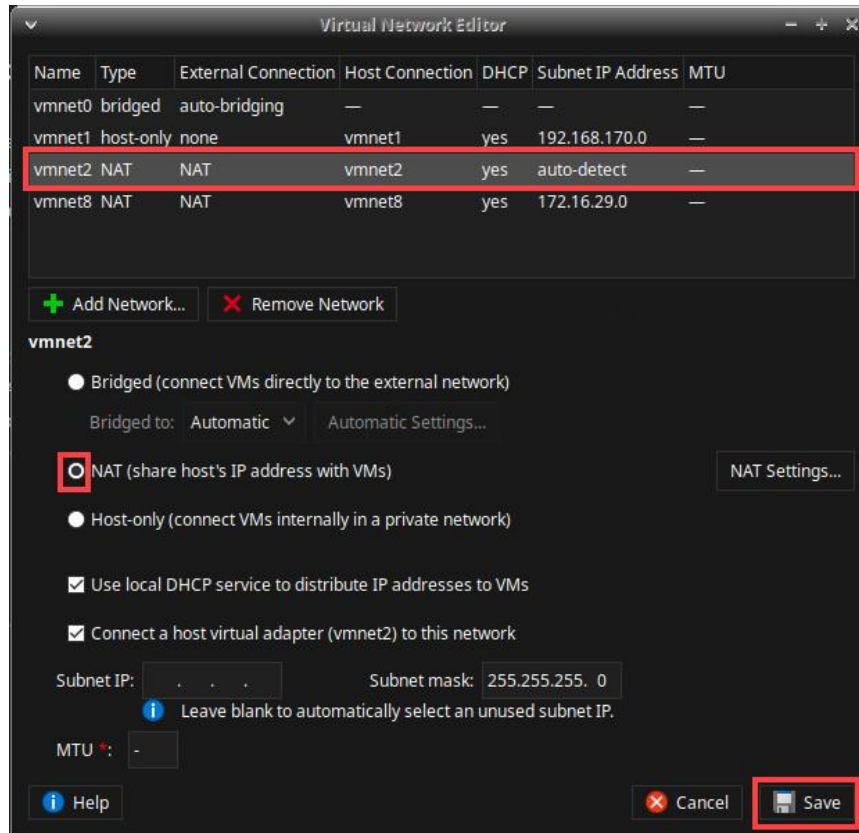 Virtual Network Editor
Name Type External Connection Host Connection DHCP Subnet IP Address MTU
vmnet0 bridged auto-bridging — — — —
vmnet1 host-only none vmnet1 yes 192.168.170.0 —
vmnet2 NAT NAT vmnet2 yes auto-detect —
vmnet8 NAT NAT vmnet8 yes 172.16.29.0 —
Add Network... Remove Network
vmnet2
Bridged (connect VMs directly to the external network)
Bridged to: Automatic Automatic Settings...
NAT (share host's IP address with VMs) NAT Settings...
Host-only (connect VMs internally in a private network)
Use local DHCP service to distribute IP addresses to VMs
Connect a host virtual adapter (vmnet2) to this network
Subnet IP: . . . Subnet mask: 255.255.255. 0
Leave blank to automatically select an unused subnet IP.
MTU *: -
Help Cancel Save